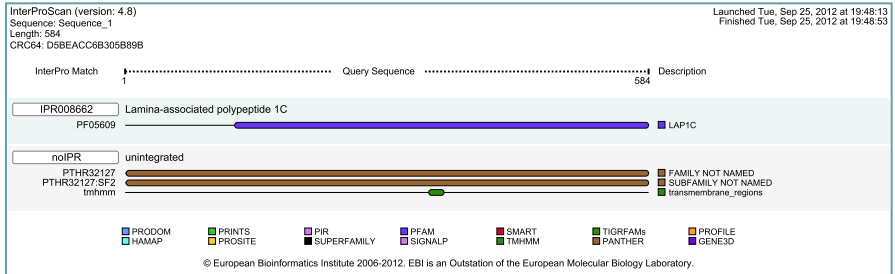 InterProScan (version: 4.8)
Launched Tue, Sep 25, 2012 at 19:48:13
Sequence: Sequence_1
Finished Tue, Sep 25, 2012 at 19:48:53
Length: 584
CRC64: D5BEACC6B305B89B
InterPro Match Query Sequence Description
1 584
IPR008662 Lamina-associated polypeptide 1C
PF05609 LAP1C
noIPR unintegrated
PTHR32127 FAMILY NOT NAMED
PTHR32127:SF2 SUBFAMILY NOT NAMED
tmhmm transmembrane_regions
PRODOM PRINTS PIR PFAM SMART TIGRFAMs PROFILE
HAMAP PROSITE SUPERFAMILY SIGNALP TMHMM PANTHER GENE3D
© European Bioinformatics Institute 2006-2012. EBI is an Outstation of the European Molecular Biology Laboratory.